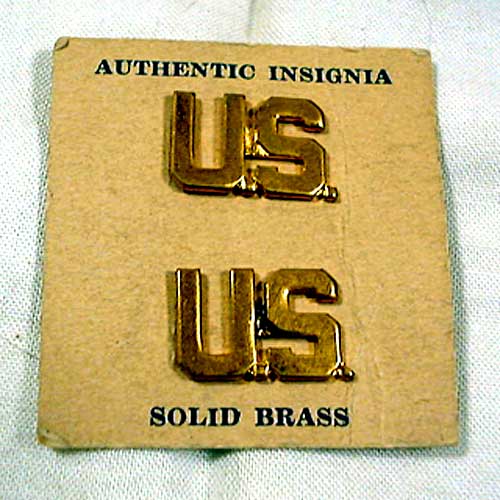 AUTHENTIC INSIGNIA
U.S.
U.S.
SOLID BRASS